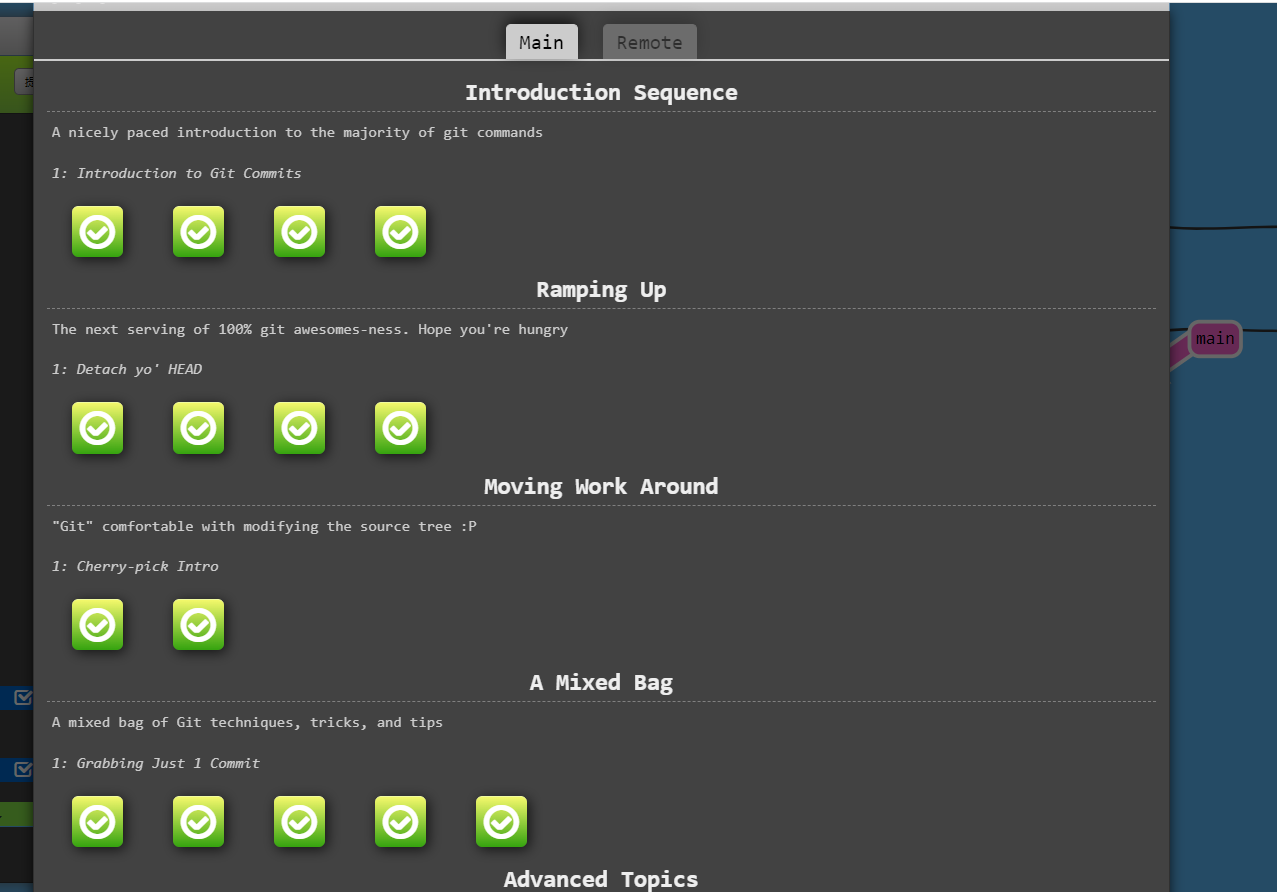 Main
Remote
Introduction Sequence
A nicely paced introduction to the majority of git commands
1: Introduction to Git Commits
Ramping Up
The next serving of 100% git awesomes-ness. Hope you're hungry
1: Detach yo' HEAD
main
Moving Work Around
"Git" comfortable with modifying the source tree :P
1: Cherry-pick Intro
A Mixed Bag
A mixed bag of Git techniques, tricks, and tips
1: Grabbing Just 1 Commit
Advanced Topics